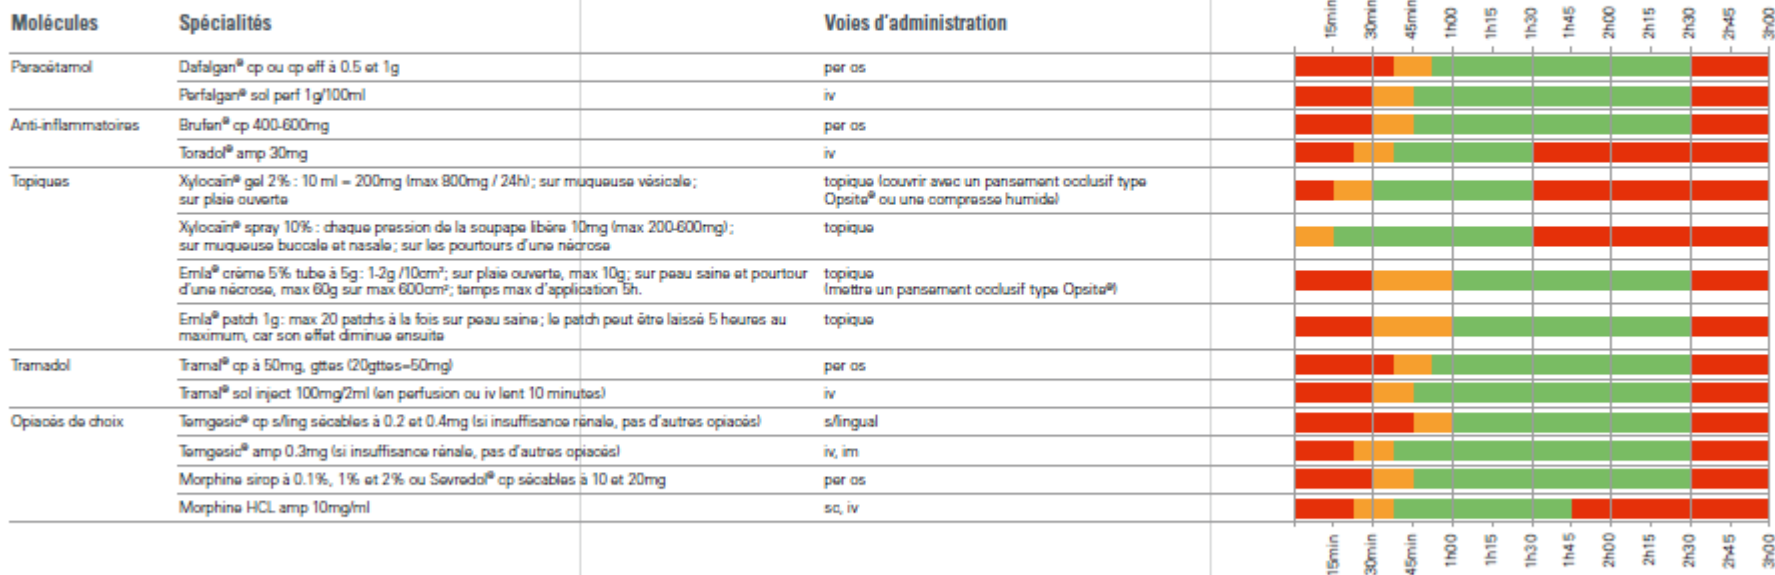 Molécules Spécialités Voies d'administration 15min 30min 45min 1h00 1h15 1h30 1h45 2h00 2h15 2h30 2h45 3h00
Paracétamol Dafalgan® cp ou cp eff à 0.5 et 1g per os
Perfalgan® sol perf 1g/100ml iv
Anti-inflammatoires Brufen® cp 400-600mg per os
Toradol® amp 30mg iv
Topiques Xylocaïn® gel 2% : 10 ml = 200mg (max 800mg / 24h) ; sur muqueuse vésicale ; topique (couvrir avec un pansement occlusif type
sur plaie ouverte Opsite® ou une compresse humide)
Xylocaïn® spray 10% : chaque pression de la soupape libère 10mg (max 200-600mg) ; topique
sur muqueuse buccale et nasale ; sur les pourtours d'une nécrose
Emla® crème 5% tube à 5g : 1-2g /10cm² ; sur plaie ouverte, max 10g ; sur peau saine et pourtour topique
d'une nécrose, max 60g sur max 600cm² ; temps max d'application 5h. (mettre un pansement occlusif type Opsite®)
Emla® patch 1g : max 20 patchs à la fois sur peau saine ; le patch peut être laissé 5 heures au topique
maximum, car son effet diminue ensuite
Tramadol Tramal® cp à 50mg, gttes (20gttes=50mg) per os
Tramal® sol inject 100mg/2ml (en perfusion ou iv lent 10 minutes) iv
Opiacés de choix Temgesic® cp s/ling sécables à 0.2 et 0.4mg (si insuffisance rénale, pas d'autres opiacés) s/lingual
Temgesic® amp 0.3mg (si insuffisance rénale, pas d'autres opiacés) iv, im
Morphine sirop à 0.1%, 1% et 2% ou Sevredol® cp sécables à 10 et 20mg per os
Morphine HCL amp 10mg/ml sc, iv
15min 30min 45min 1h00 1h15 1h30 1h45 2h00 2h15 2h30 2h45 3h00